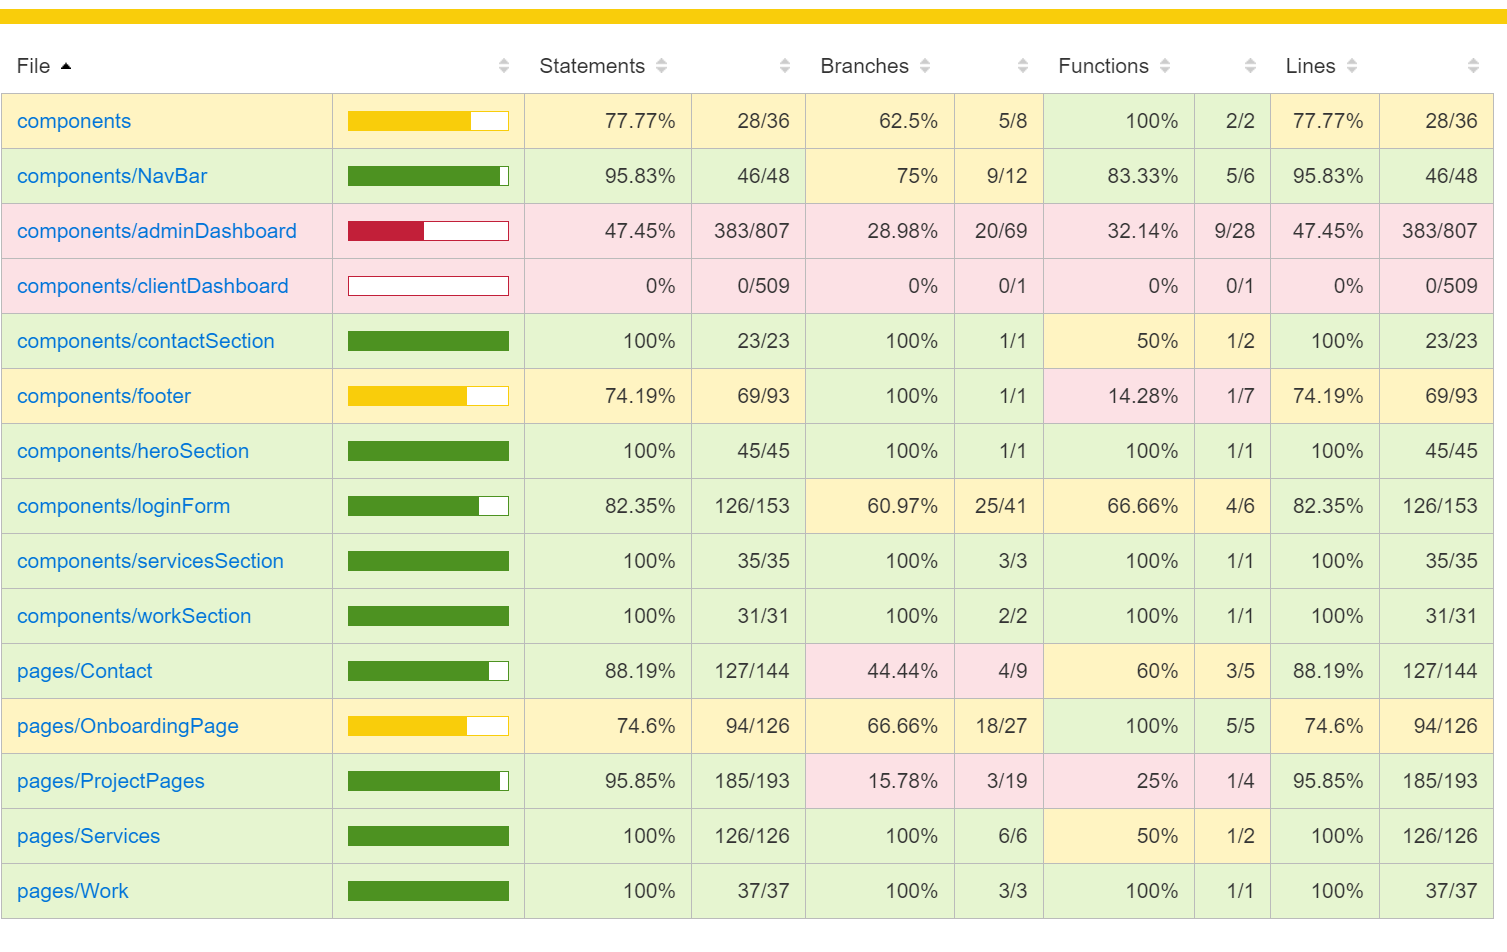 File Statements Branches Functions Lines
components 77.77% 28/36 62.5% 5/8 100% 2/2 77.77% 28/36
components/NavBar 95.83% 46/48 75% 9/12 83.33% 5/6 95.83% 46/48
components/adminDashboard 47.45% 383/807 28.98% 20/69 32.14% 9/28 47.45% 383/807
components/clientDashboard 0% 0/509 0% 0/1 0% 0/1 0% 0/509
components/contactSection 100% 23/23 100% 1/1 50% 1/2 100% 23/23
components/footer 74.19% 69/93 100% 1/1 14.28% 1/7 74.19% 69/93
components/heroSection 100% 45/45 100% 1/1 100% 1/1 100% 45/45
components/loginForm 82.35% 126/153 60.97% 25/41 66.66% 4/6 82.35% 126/153
components/servicesSection 100% 35/35 100% 3/3 100% 1/1 100% 35/35
components/workSection 100% 31/31 100% 2/2 100% 1/1 100% 31/31
pages/Contact 88.19% 127/144 44.44% 4/9 60% 3/5 88.19% 127/144
pages/OnboardingPage 74.6% 94/126 66.66% 18/27 100% 5/5 74.6% 94/126
pages/ProjectPages 95.85% 185/193 15.78% 3/19 25% 1/4 95.85% 185/193
pages/Services 100% 126/126 100% 6/6 50% 1/2 100% 126/126
pages/Work 100% 37/37 100% 3/3 100% 1/1 100% 37/37